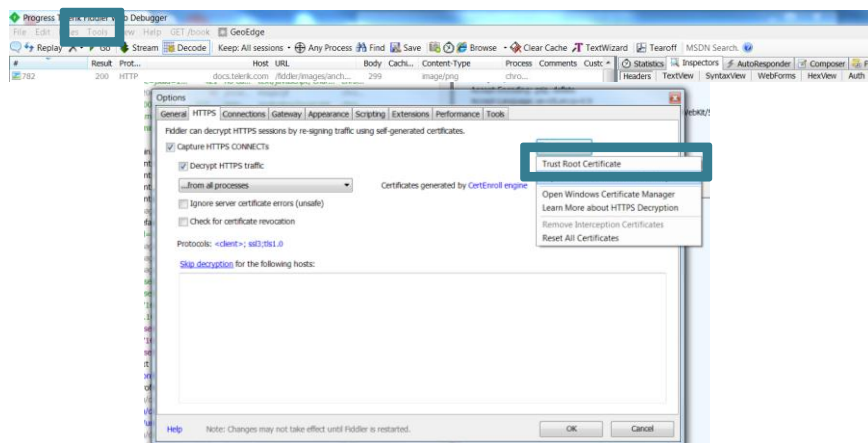 Progress Telerik Fiddler Web Debugger
File Edit Tools Help GET /book GeoEdge
Replay Go Stream Decode Keep: All sessions Any Process Find Save Browse Clear Cache TextWizard Tearoff MSDN Search...
# Result Prot... Host URL Body Cachi... Content-Type Process Comments Custo Statistics Inspectors AutoResponder Composer
782 200 HTTP docs.telerik.com /fiddler/images/anch... 299 image/png chro... Headers TextView SyntaxView WebForms HexView Auth
Options
General HTTPS Connections Gateway Appearance Scripting Extensions Performance Tools
Fiddler can decrypt HTTPS sessions by re-signing traffic using self-generated certificates.
Capture HTTPS CONNECTs
Trust Root Certificate
Decrypt HTTPS traffic
...from all processes
Certificates generated by CertEnroll engine
Open Windows Certificate Manager
Ignore server certificate errors (unsafe)
Learn More about HTTPS Decryption
Check for certificate revocation
Remove Interception Certificates
Reset All Certificates
Protocols: <client>; ssl3;tls1.0
Skip decryption for the following hosts:
Help Note: Changes may not take effect until Fiddler is restarted. OK Cancel